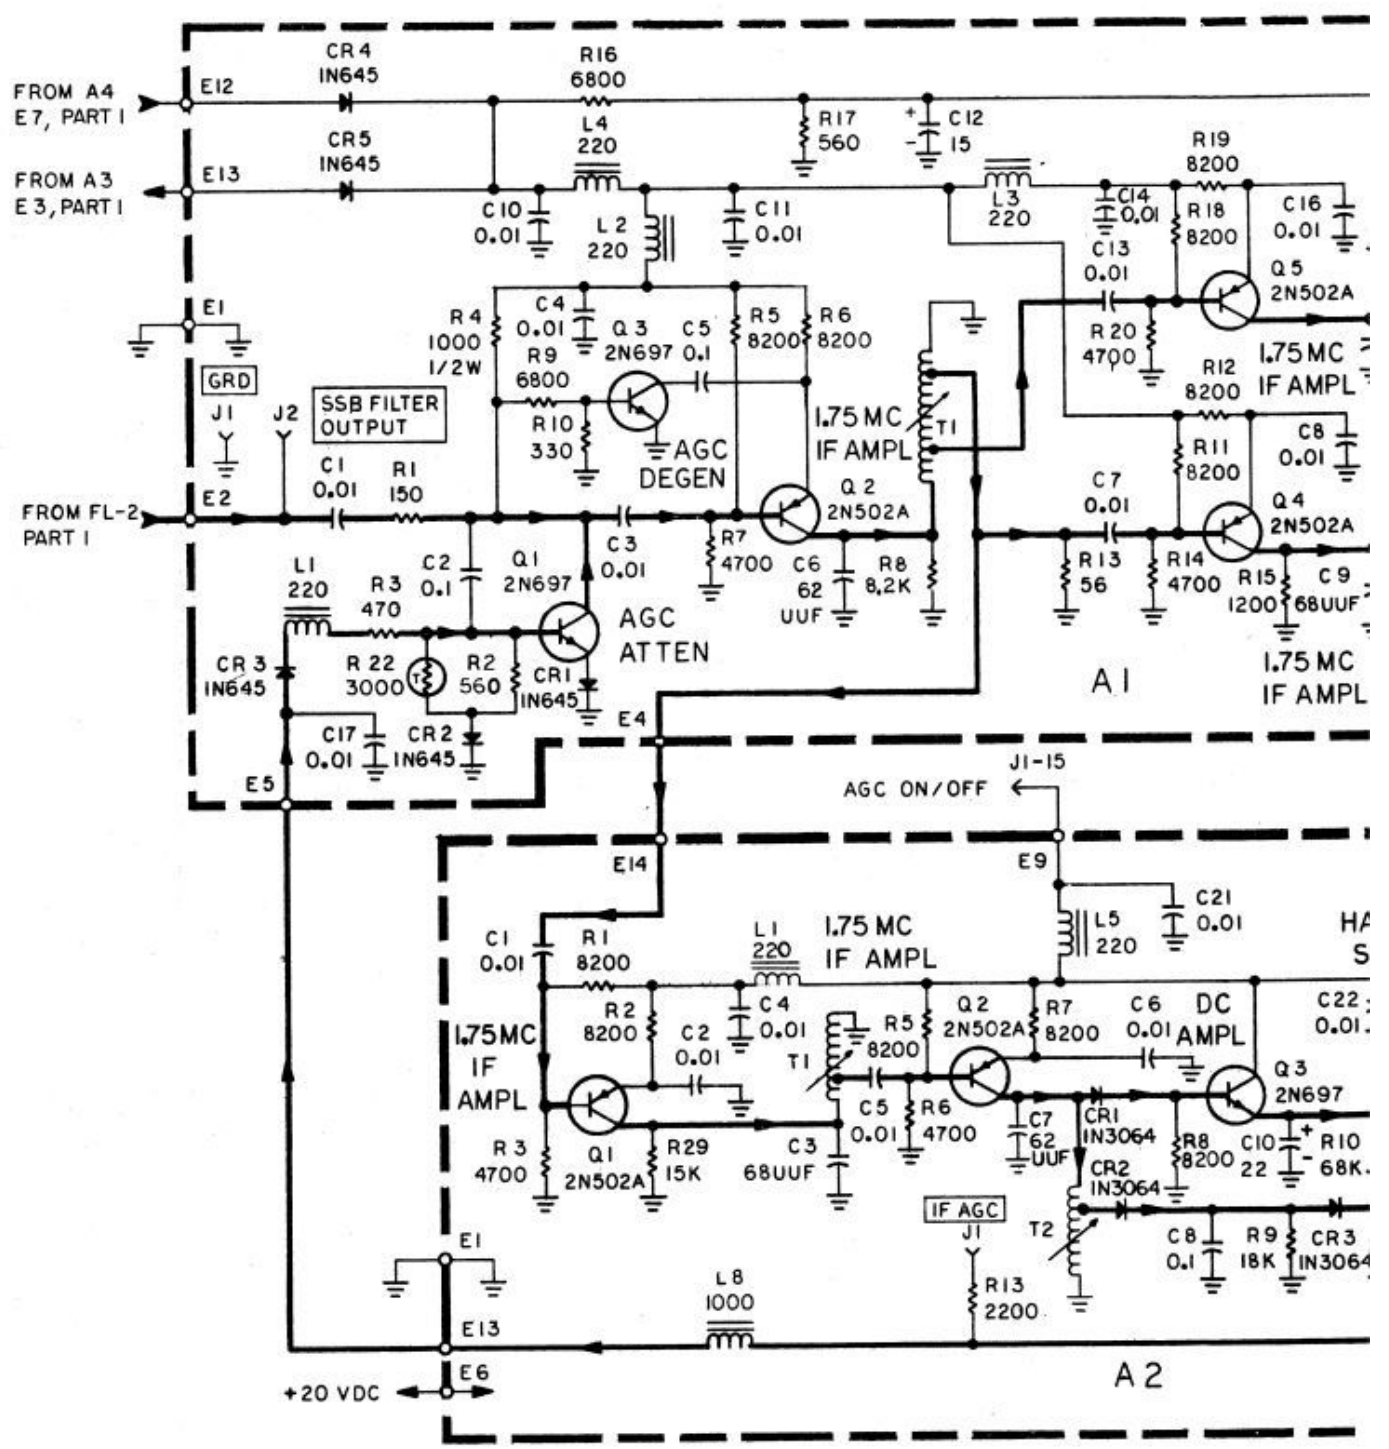 CR4
1N645
FROM A4
E7, PART 1
E12
R16
6800
L4
220
R17
560
+
-
C12
15
CR5
1N645
FROM A3
E3, PART 1
E13
C10
0.01
L2
220
C11
0.01
L3
220
C14
0.01
R19
8200
R18
8200
C16
0.01
C13
0.01
Q5
2N502A
R20
4700
1.75 MC
IF AMPL
E1
R4
1000
1/2W
C4
0.01
Q3
2N697
C5
0.1
R5
8200
R6
8200
R9
6800
R10
330
AGC
DEGEN
GRD
J1
J2
SSB FILTER
OUTPUT
1.75 MC
IF AMPL
T1
R12
8200
R11
8200
C8
0.01
FROM FL-2
PART 1
E2
C1
0.01
R1
150
C3
0.01
Q2
2N502A
R7
4700
C6
62
UUF
R8
8.2K
C7
0.01
R13
56
R14
4700
Q4
2N502A
R15
1200
C9
68UUF
1.75 MC
IF AMPL
L1
220
R3
470
C2
0.1
Q1
2N697
AGC
ATTEN
CR3
1N645
R22
3000
T
R2
560
CR1
1N645
C17
0.01
CR2
1N645
A1
E4
E5
J1-15
AGC ON/OFF
E14
E9
C21
0.01
L5
220
C1
0.01
R1
8200
L1
220
1.75 MC
IF AMPL
HA
S
R2
8200
C4
0.01
C2
0.01
1.75 MC
IF
AMPL
T1
R5
8200
Q2
2N502A
R7
8200
C6
0.01
DC
AMPL
C22
0.01
Q3
2N697
R3
4700
Q1
2N502A
R29
15K
C3
68UUF
C5
0.01
R6
4700
C7
62
UUF
CR1
1N3064
R8
8200
C10
22
+
-
R10
68K
CR2
1N3064
IF AGC
J1
T2
C8
0.1
R9
18K
CR3
1N3064
E1
L8
1000
R13
2200
E13
E6
+20 VDC
A2